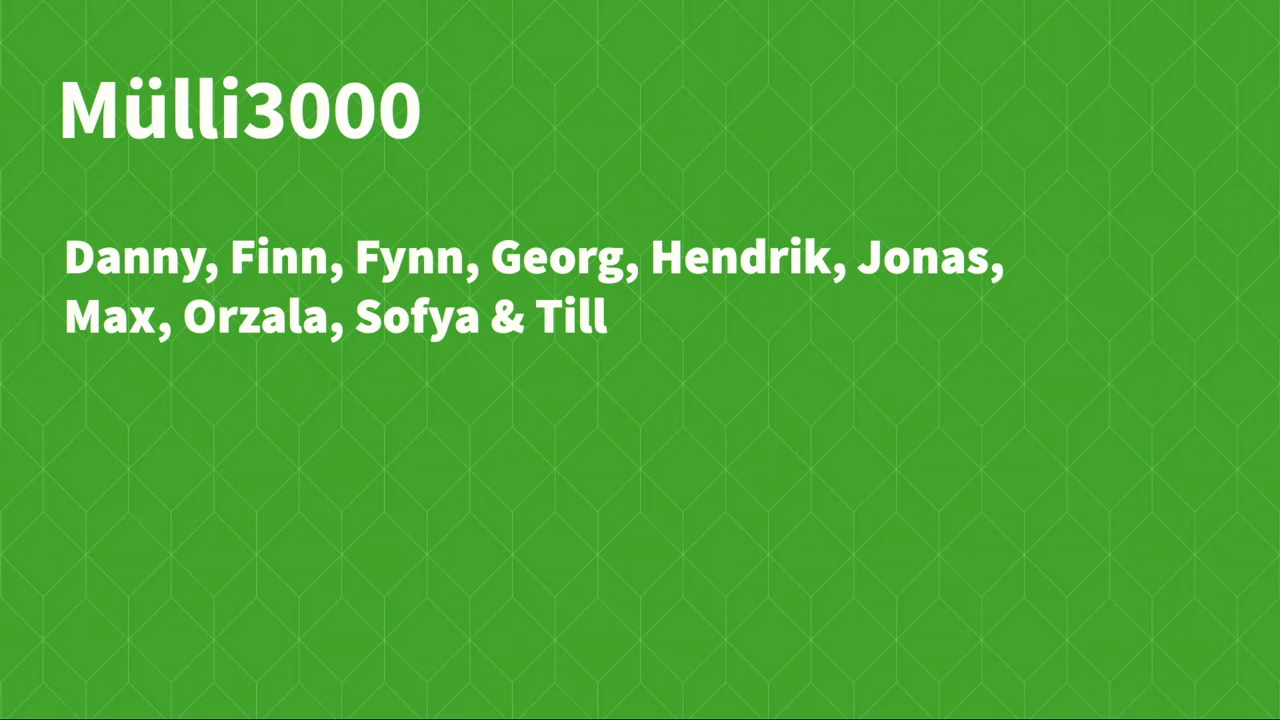 Mülli3000
Danny, Finn, Fynn, Georg, Hendrik, Jonas,
Max, Orzala, Sofya & Till